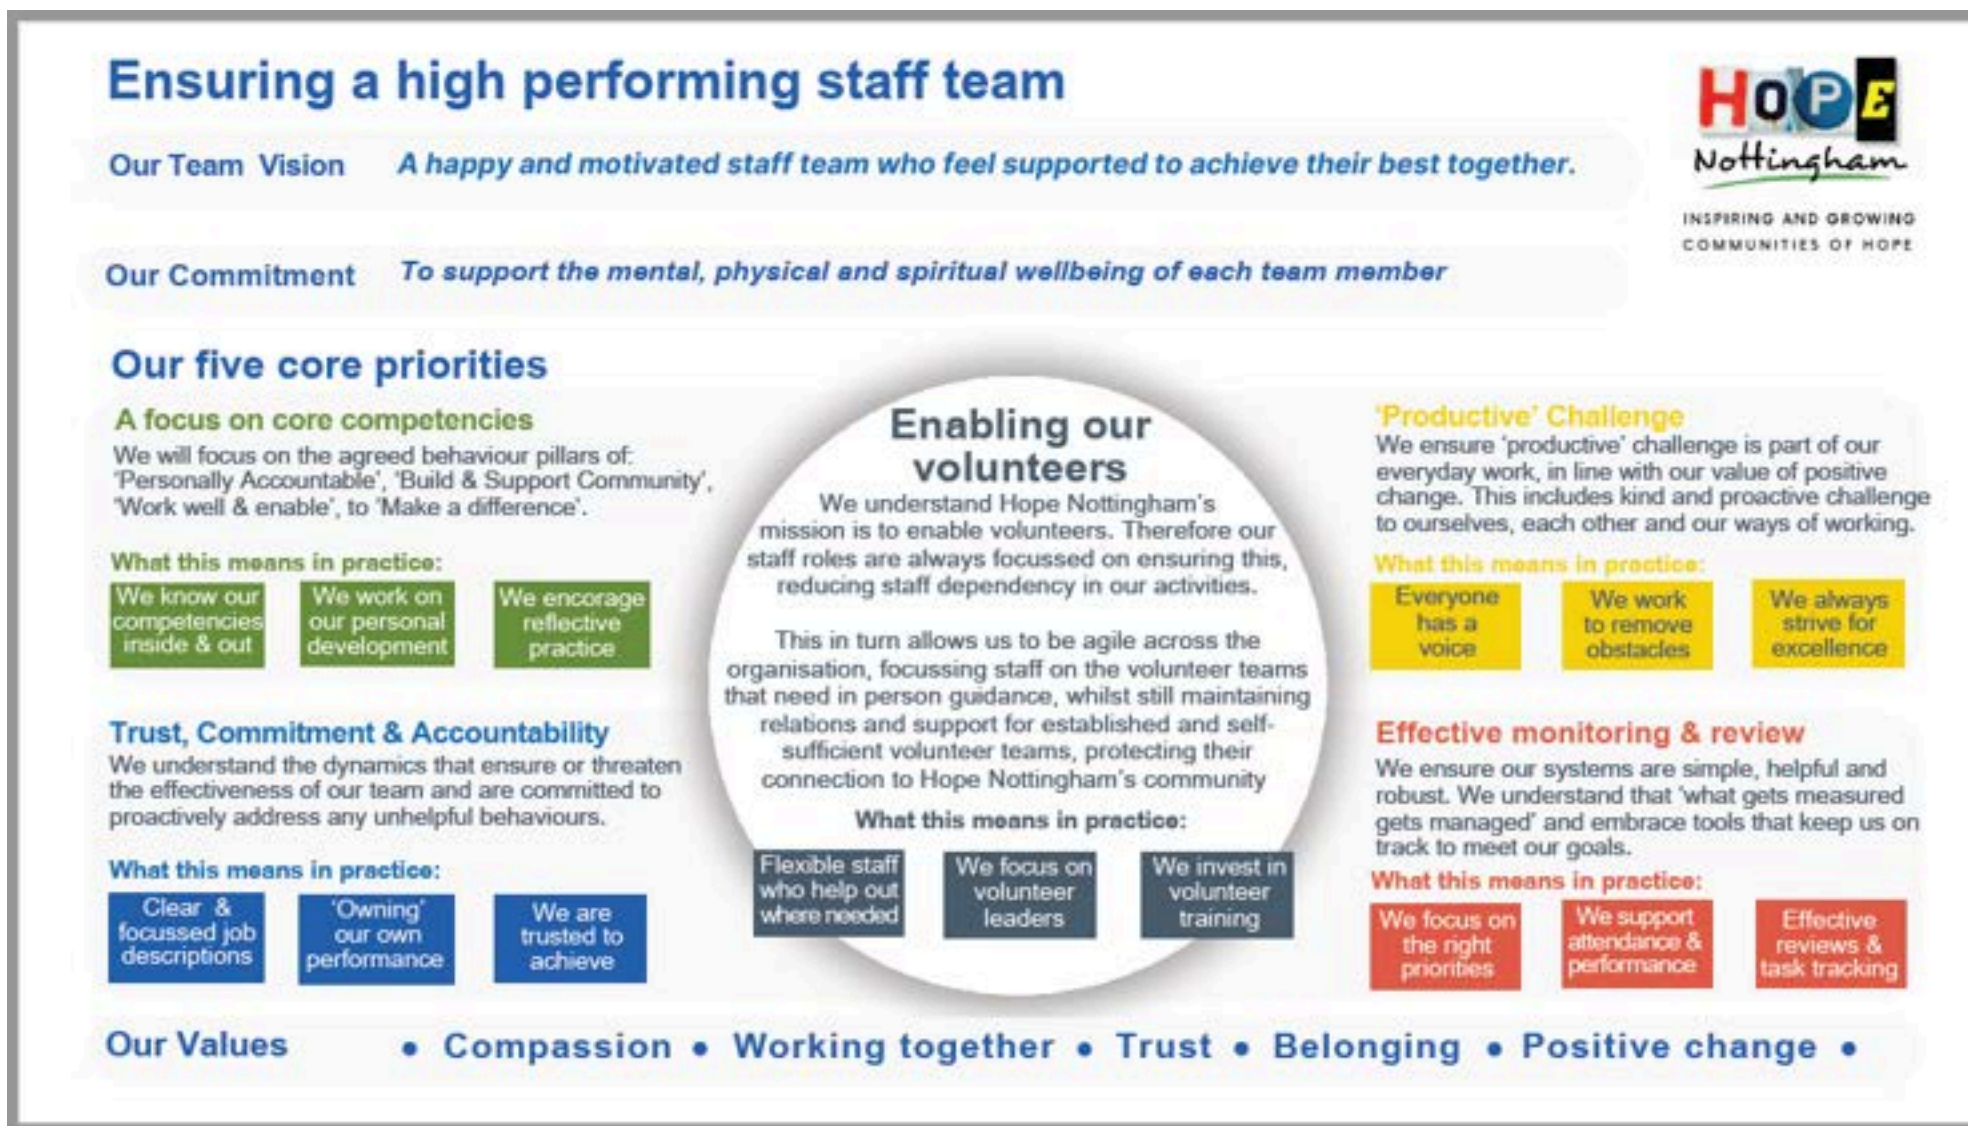 Ensuring a high performing staff team
HOPE
Nottingham
INSPIRING AND GROWING
COMMUNITIES OF HOPE
Our Team Vision A happy and motivated staff team who feel supported to achieve their best together.
Our Commitment To support the mental, physical and spiritual wellbeing of each team member
Our five core priorities
A focus on core competencies
We will focus on the agreed behaviour pillars of:
'Personally Accountable', 'Build & Support Community',
'Work well & enable', to 'Make a difference'.
What this means in practice:
We know our
competencies
inside & out
We work on
our personal
development
We encorage
reflective
practice
Trust, Commitment & Accountability
We understand the dynamics that ensure or threaten
the effectiveness of our team and are committed to
proactively address any unhelpful behaviours.
What this means in practice:
Clear &
focussed job
descriptions
'Owning'
our own
performance
We are
trusted to
achieve
Enabling our
volunteers
We understand Hope Nottingham's
mission is to enable volunteers. Therefore our
staff roles are always focussed on ensuring this,
reducing staff dependency in our activities.
This in turn allows us to be agile across the
organisation, focussing staff on the volunteer teams
that need in person guidance, whilst still maintaining
relations and support for established and self-
sufficient volunteer teams, protecting their
connection to Hope Nottingham's community
What this means in practice:
Flexible staff
who help out
where needed
We focus on
volunteer
leaders
We invest in
volunteer
training
'Productive' Challenge
We ensure 'productive' challenge is part of our
everyday work, in line with our value of positive
change. This includes kind and proactive challenge
to ourselves, each other and our ways of working.
What this means in practice:
Everyone
has a
voice
We work
to remove
obstacles
We always
strive for
excellence
Effective monitoring & review
We ensure our systems are simple, helpful and
robust. We understand that 'what gets measured
gets managed' and embrace tools that keep us on
track to meet our goals.
What this means in practice:
We focus on
the right
priorities
We support
attendance &
performance
Effective
reviews &
task tracking
Our Values • Compassion • Working together • Trust • Belonging • Positive change •